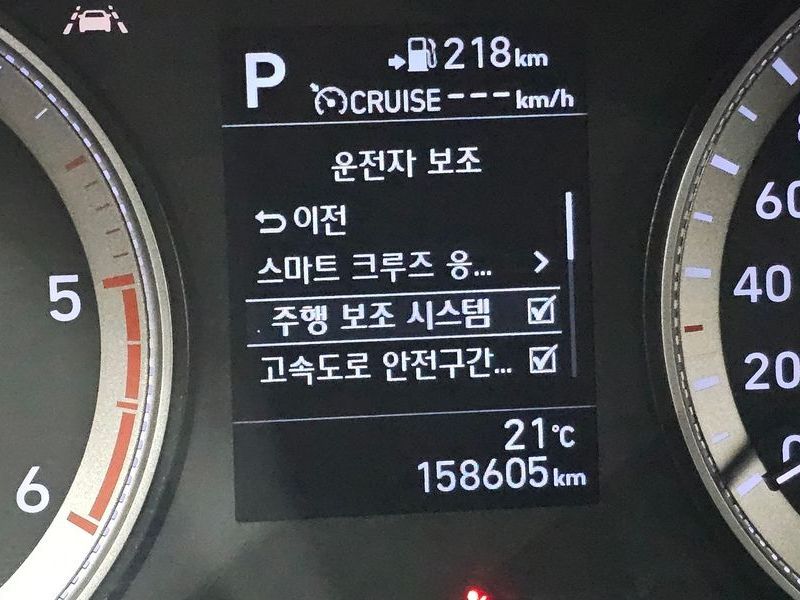 P
218km
CRUISE---km/h
운전자 보조
이전
스마트 크루즈 응...
주행 보조 시스템
고속도로 안전구간...
21℃
158605km
5
6
60
40
20